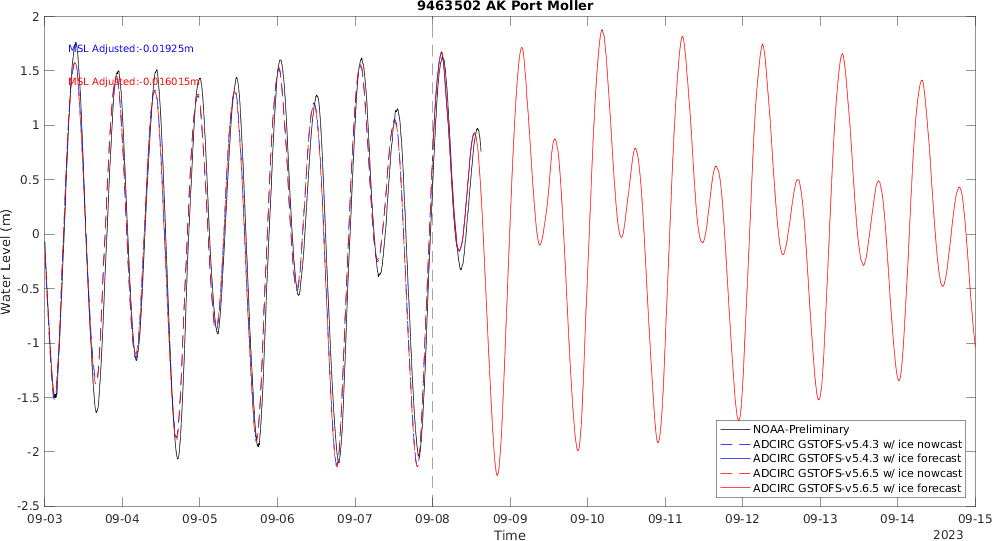 9463502 AK Port Moller
MSL Adjusted:-0.01925m
MSL Adjusted:-0.016015m
Water Level (m)
2
1.5
1
0.5
0
-0.5
-1
-1.5
-2
-2.5
NOAA-Preliminary
ADCIRC GSTOFS-v5.4.3 w/ ice nowcast
ADCIRC GSTOFS-v5.4.3 w/ ice forecast
ADCIRC GSTOFS-v5.6.5 w/ ice nowcast
ADCIRC GSTOFS-v5.6.5 w/ ice forecast
09-03 09-04 09-05 09-06 09-07 09-08 09-09 09-10 09-11 09-12 09-13 09-14 09-15
Time
2023